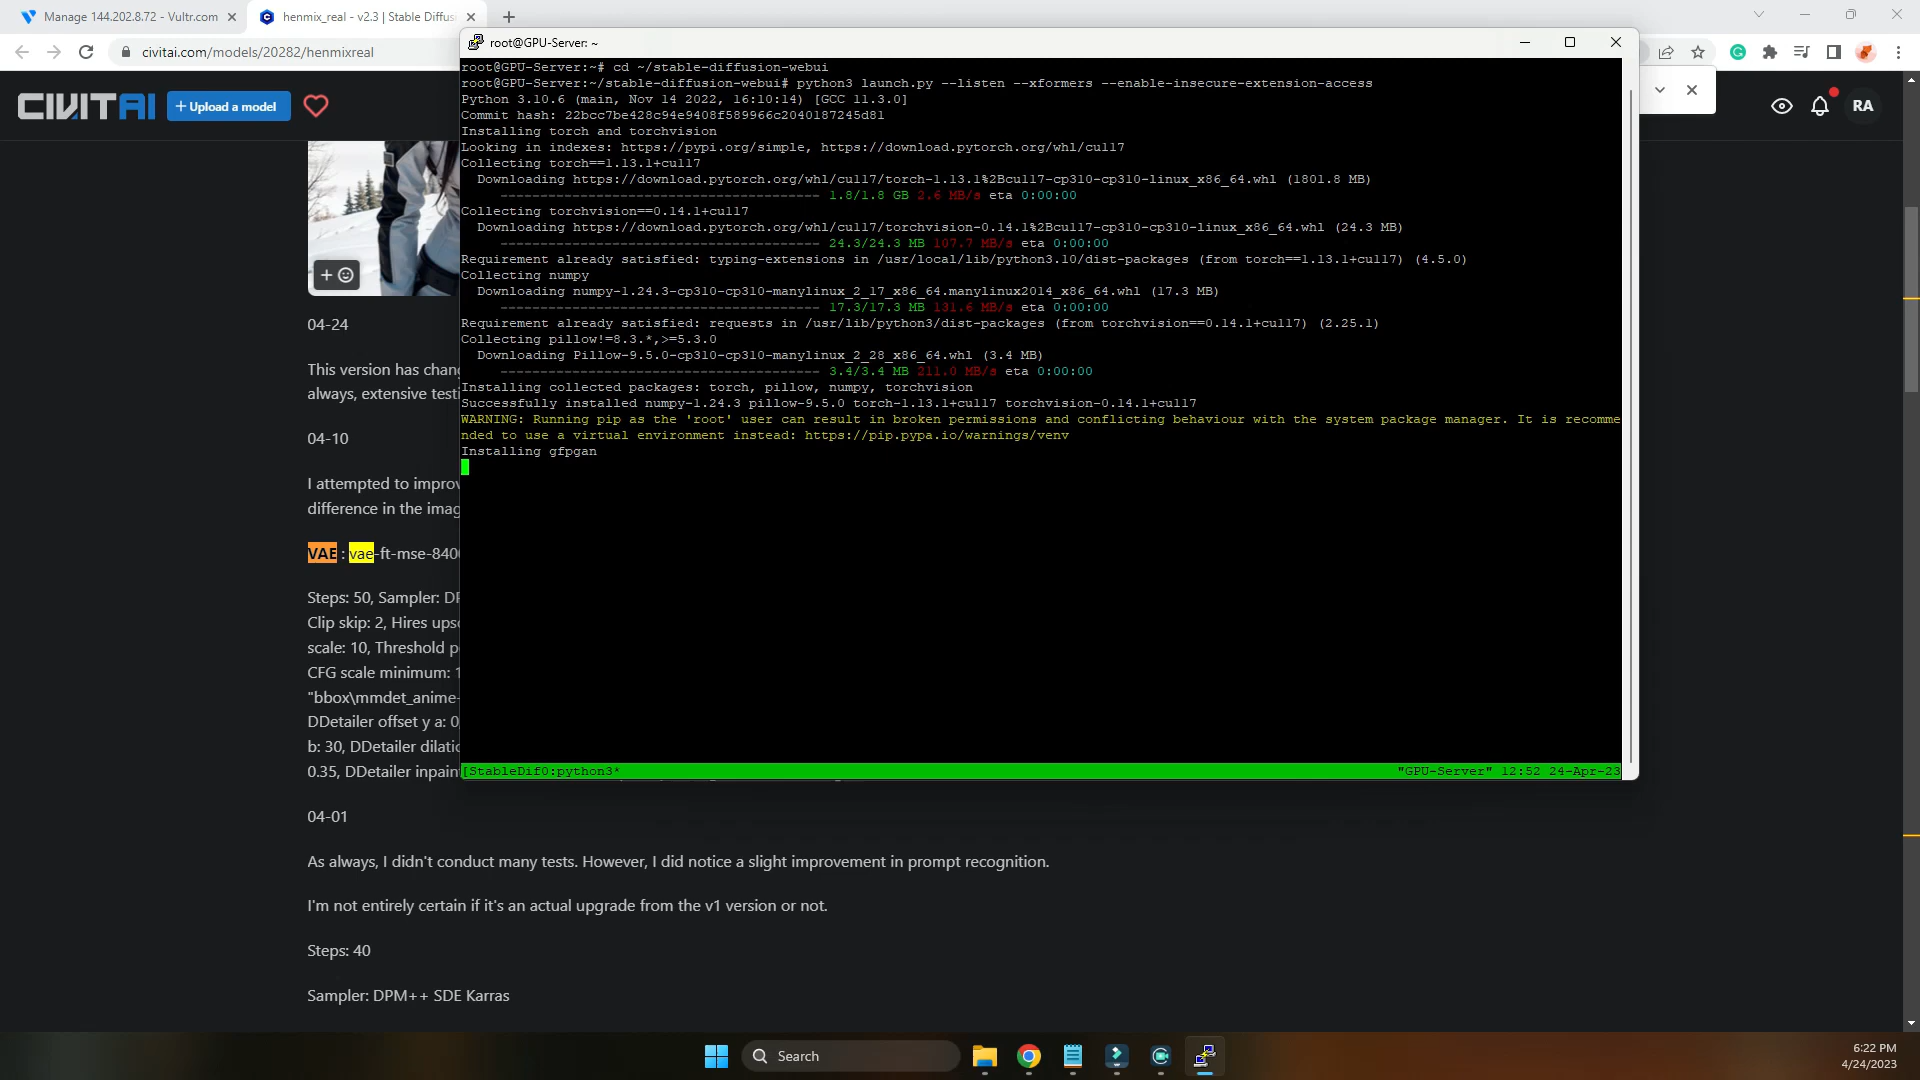 Manage 144.202.8.72 - Vultr.com
henmix_real - v2.3 | Stable Diffus
civitai.com/models/20282/henmixreal
root@GPU-Server: ~
CIVITAI
+ Upload a model
RA
root@GPU-Server:~# cd ~/stable-diffusion-webui
root@GPU-Server:~/stable-diffusion-webui# python3 launch.py --listen --xformers --enable-insecure-extension-access
Python 3.10.6 (main, Nov 14 2022, 16:10:14) [GCC 11.3.0]
Commit hash: 22bcc7be428c94e9408f589966c2040187245d81
Installing torch and torchvision
Looking in indexes: https://pypi.org/simple, https://download.pytorch.org/whl/cu117
Collecting torch==1.13.1+cu117
Downloading https://download.pytorch.org/whl/cu117/torch-1.13.1%2Bcu117-cp310-cp310-linux_x86_64.whl (1801.8 MB)
---------------------------------------- 1.8/1.8 GB 2.6 MB/s eta 0:00:00
Collecting torchvision==0.14.1+cu117
Downloading https://download.pytorch.org/whl/cu117/torchvision-0.14.1%2Bcu117-cp310-cp310-linux_x86_64.whl (24.3 MB)
---------------------------------------- 24.3/24.3 MB 107.7 MB/s eta 0:00:00
Requirement already satisfied: typing-extensions in /usr/local/lib/python3.10/dist-packages (from torch==1.13.1+cu117) (4.5.0)
Collecting numpy
Downloading numpy-1.24.3-cp310-cp310-manylinux_2_17_x86_64.manylinux2014_x86_64.whl (17.3 MB)
---------------------------------------- 17.3/17.3 MB 131.6 MB/s eta 0:00:00
Requirement already satisfied: requests in /usr/lib/python3/dist-packages (from torchvision==0.14.1+cu117) (2.25.1)
Collecting pillow!=8.3.*,>=5.3.0
Downloading Pillow-9.5.0-cp310-cp310-manylinux_2_28_x86_64.whl (3.4 MB)
---------------------------------------- 3.4/3.4 MB 211.0 MB/s eta 0:00:00
Installing collected packages: torch, pillow, numpy, torchvision
Successfully installed numpy-1.24.3 pillow-9.5.0 torch-1.13.1+cu117 torchvision-0.14.1+cu117
WARNING: Running pip as the 'root' user can result in broken permissions and conflicting behaviour with the system package manager. It is recomme
nded to use a virtual environment instead: https://pip.pypa.io/warnings/venv
Installing gfpgan
[StableDif0:python3*
"GPU-Server" 12:52 24-Apr-23
04-24
This version has chang
always, extensive testi
04-10
I attempted to improv
difference in the imag
VAE : vae-ft-mse-840
Steps: 50, Sampler: DP
Clip skip: 2, Hires upsc
scale: 10, Threshold p
CFG scale minimum: 1
"bbox\mmdet_anime-
DDetailer offset y a: 0
b: 30, DDetailer dilatic
0.35, DDetailer inpain
04-01
As always, I didn't conduct many tests. However, I did notice a slight improvement in prompt recognition.
I'm not entirely certain if it's an actual upgrade from the v1 version or not.
Steps: 40
Sampler: DPM++ SDE Karras
Search
6:22 PM
4/24/2023